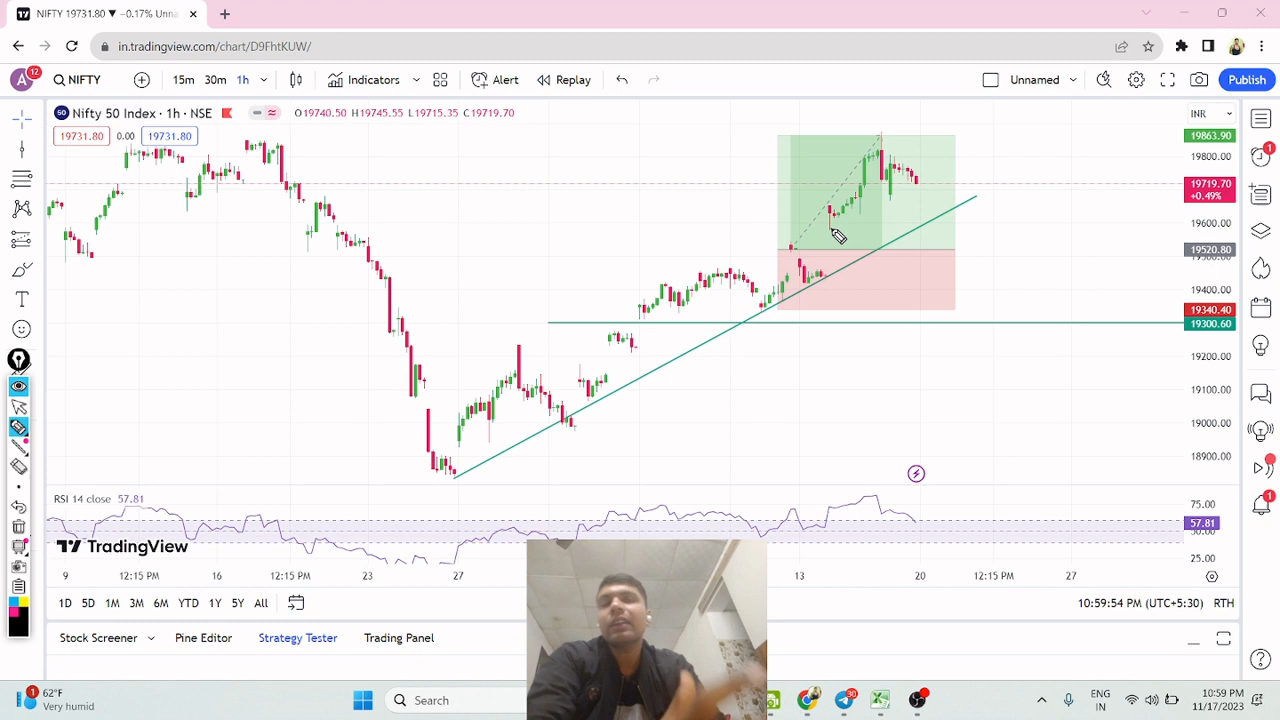 NIFTY 19731.80 ▼ −0.17% Unna
in.tradingview.com/chart/D9FhtKUW/
A 12 NIFTY 15m 30m 1h Indicators Alert Replay Unnamed Publish
Nifty 50 Index · 1h · NSE O19740.50 H19745.55 L19715.35 C19719.70
INR
19731.80 0.00 19731.80
19863.90
19800.00
19719.70
+0.49%
19600.00
19520.80
19400.00
19340.40
19300.60
19200.00
19100.00
19000.00
18900.00
RSI 14 close 57.81
75.00
57.81
50.00
25.00
TradingView
9 12:15 PM 16 12:15 PM 23 27 13 20 12:15 PM 27
1D 5D 1M 3M 6M YTD 1Y 5Y All 10:59:54 PM (UTC+5:30) RTH
Stock Screener Pine Editor Strategy Tester Trading Panel
1 62°F
Very humid
Search
30
ENG
IN
10:59 PM
11/17/2023